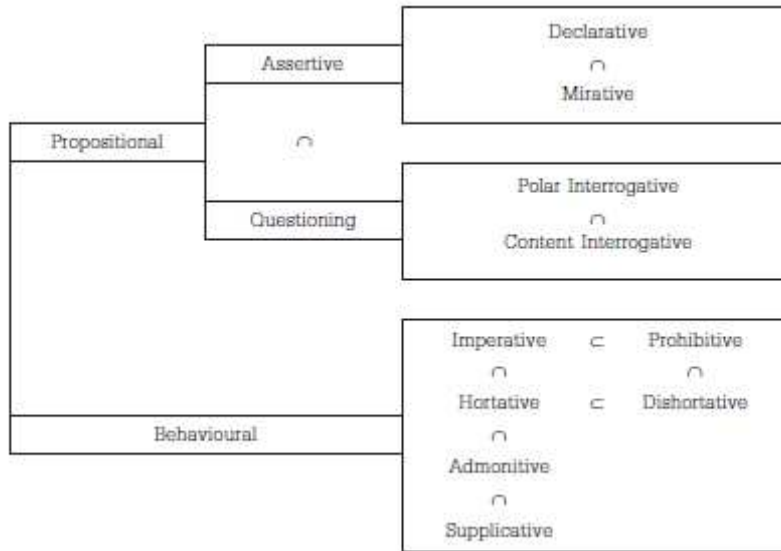 Declarative
∩
Assertive
Mirative
Propositional
∩
Polar Interrogative
∩
Questioning
Content Interrogative
Imperative ⊂ Prohibitive
∩ ∩
Hortative ⊂ Dishortative
Behavioural
∩
Admonitive
∩
Supplicative